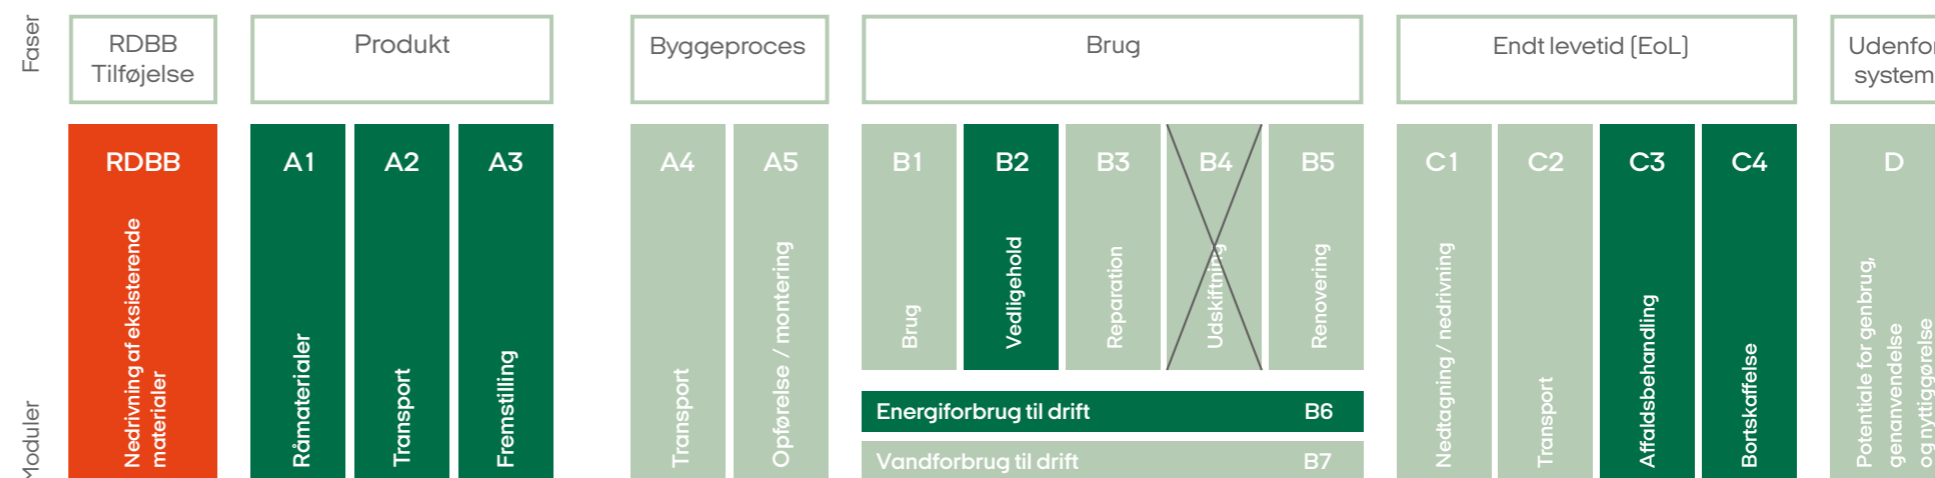 Faser
RDBB
Tilføjelse
Produkt
Byggeproces
Brug
Endt levetid (EoL)
Udenfor
system
RDBB
Nedrivning af eksisterende
materialer
A1
Råmaterialer
A2
Transport
A3
Fremstilling
A4
Transport
A5
Opførelse / montering
B1
Brug
B2
Vedligehold
B3
Reparation
B4
Udskiftning
B5
Renovering
Energiforbrug til drift B6
Vandforbrug til drift B7
C1
Nedtagning / nedrivning
C2
Transport
C3
Affaldsbehandling
C4
Bortskaffelse
D
Potentiale for genbrug,
genanvendelse
og nyttiggørelse
Moduler